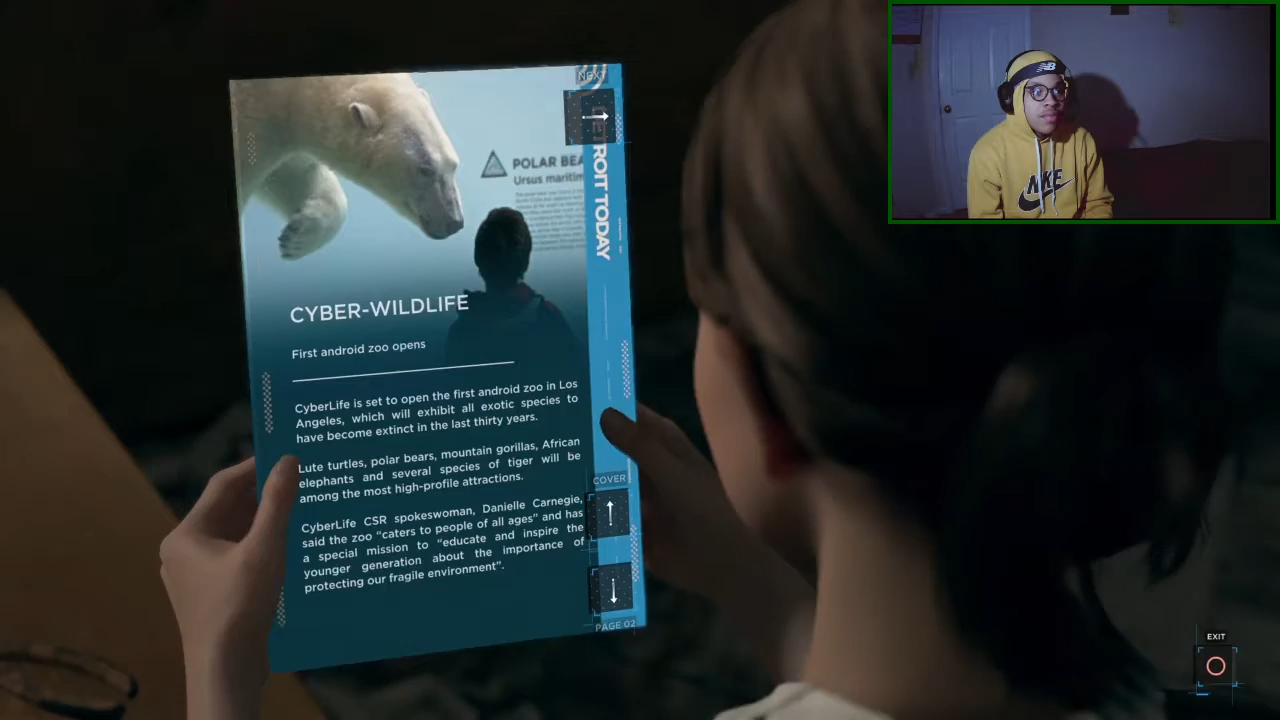 NEXT
POLAR BEA
Ursus maritim
DETROIT TODAY
CYBER-WILDLIFE
First android zoo opens
CyberLife is set to open the first android zoo in Los
Angeles, which will exhibit all exotic species to
have become extinct in the last thirty years.
Lute turtles, polar bears, mountain gorillas, African
elephants and several species of tiger will be
among the most high-profile attractions.
CyberLife CSR spokeswoman, Danielle Carnegie,
said the zoo “caters to people of all ages” and has
a special mission to “educate and inspire the
younger generation about the importance of
protecting our fragile environment”.
COVER
PAGE 02
EXIT
NB
NIKE